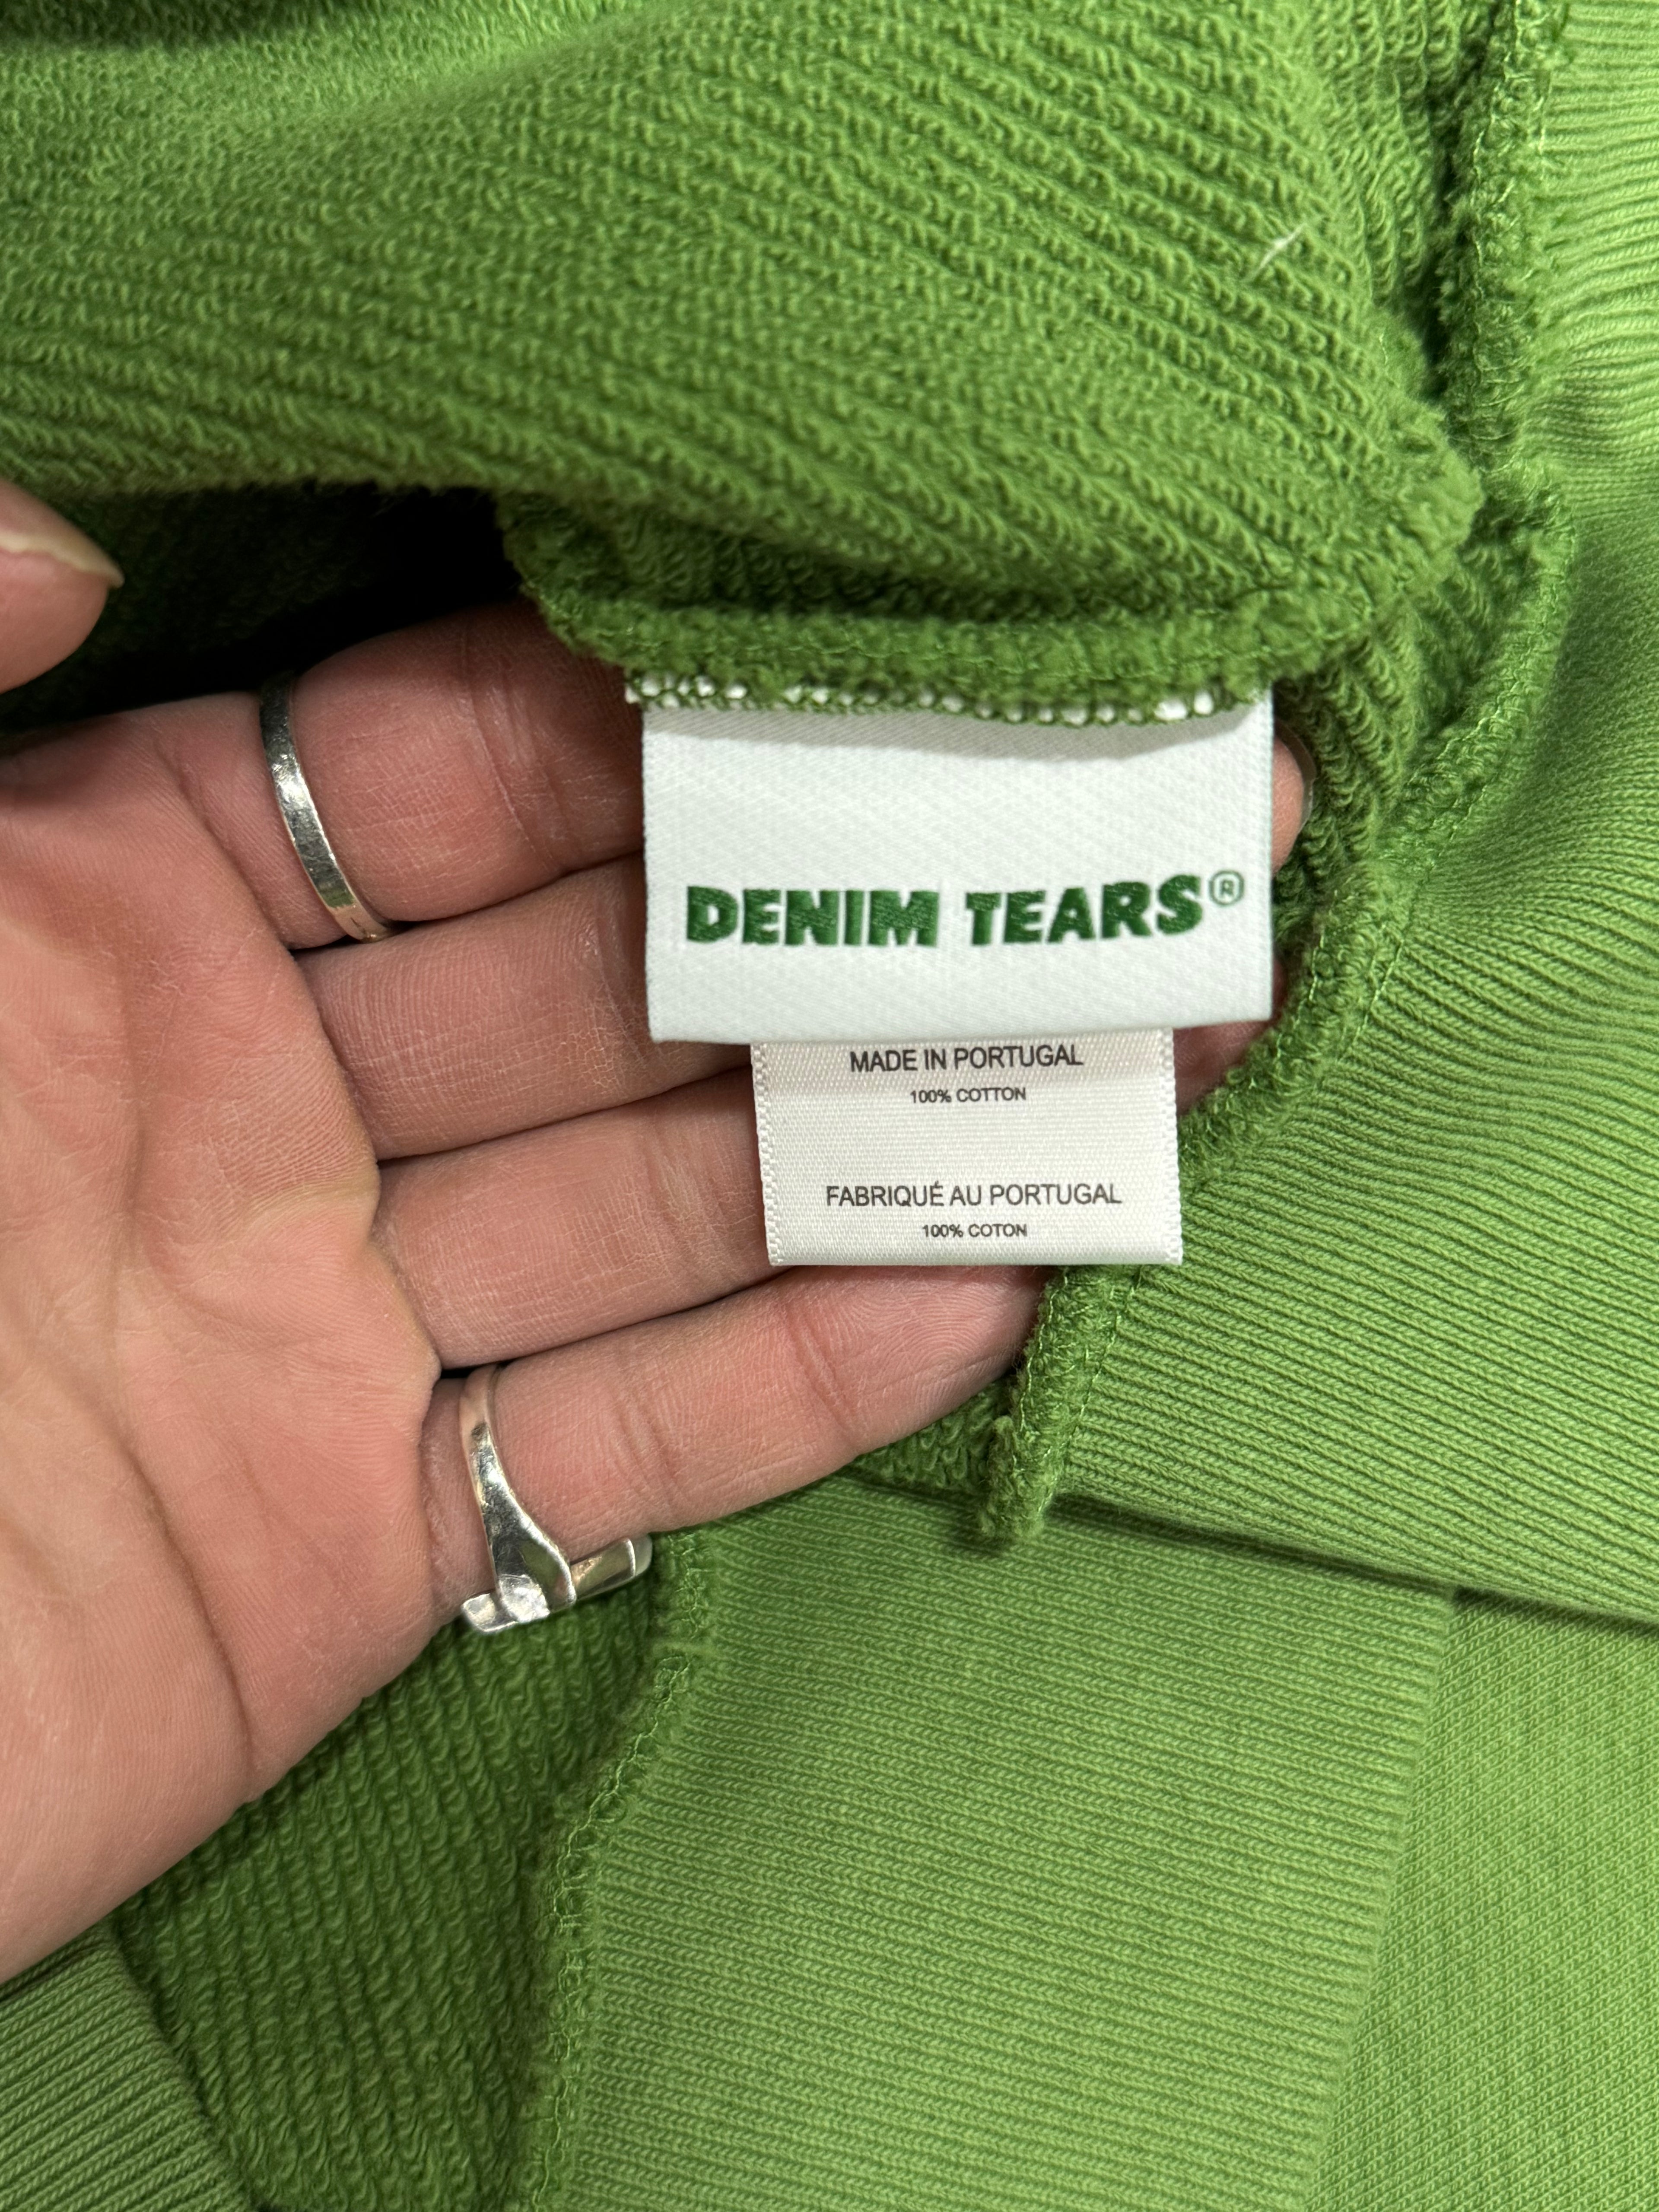 DENIM TEARS®
MADE IN PORTUGAL
100% COTTON
FABRIQUÉ AU PORTUGAL
100% COTON